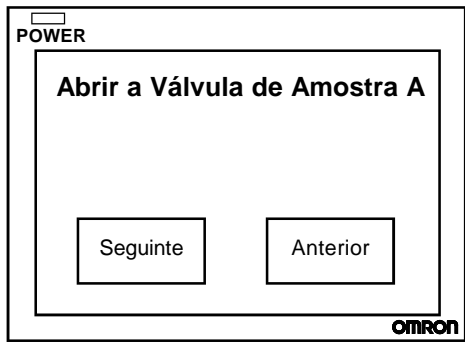 POWER
Abrir a Válvula de Amostra A
Seguinte
Anterior
OMRON